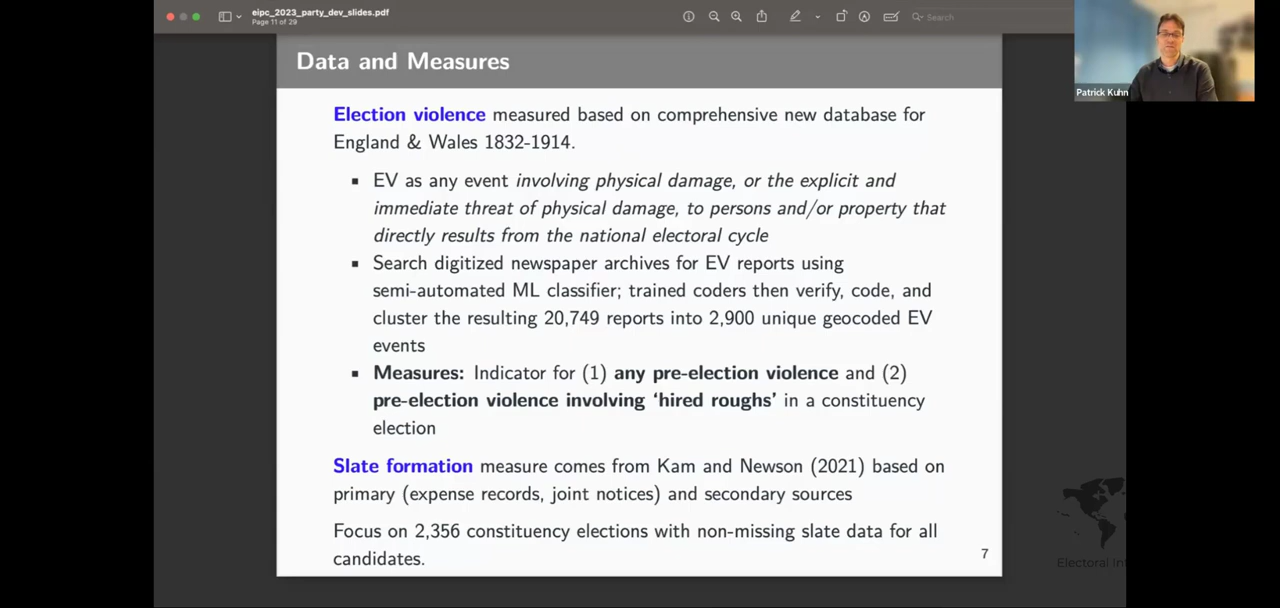 eipc_2023_party_dev_slides.pdf
Page 11 of 29
Search
Patrick Kuhn
Data and Measures
Election violence measured based on comprehensive new database for
England & Wales 1832-1914.
▪ EV as any event involving physical damage, or the explicit and
immediate threat of physical damage, to persons and/or property that
directly results from the national electoral cycle
▪ Search digitized newspaper archives for EV reports using
semi-automated ML classifier; trained coders then verify, code, and
cluster the resulting 20,749 reports into 2,900 unique geocoded EV
events
▪ Measures: Indicator for (1) any pre-election violence and (2)
pre-election violence involving ‘hired roughs’ in a constituency
election
Slate formation measure comes from Kam and Newson (2021) based on
primary (expense records, joint notices) and secondary sources
Focus on 2,356 constituency elections with non-missing slate data for all
candidates.
7
Electoral